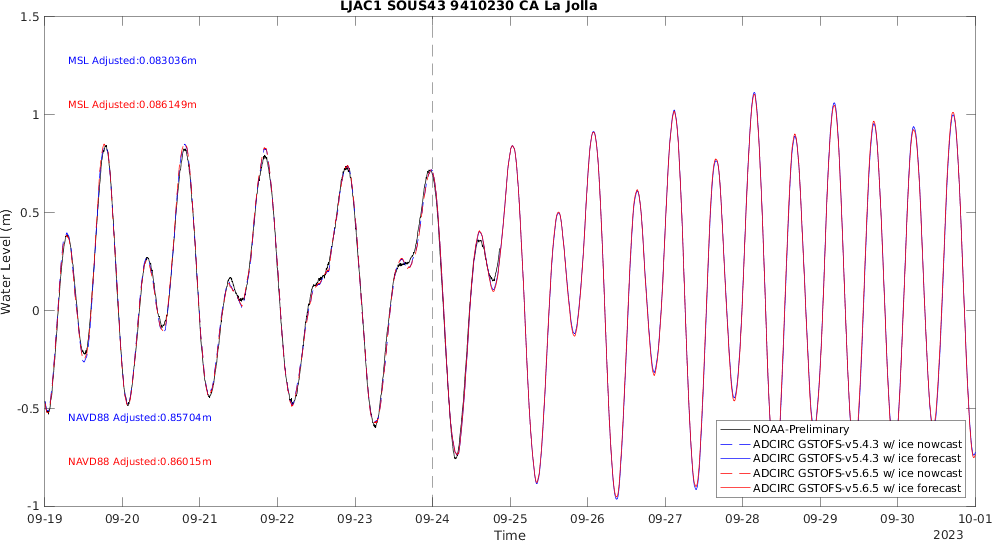 LJAC1 SOUS43 9410230 CA La Jolla
MSL Adjusted:0.083036m
MSL Adjusted:0.086149m
NAVD88 Adjusted:0.85704m
NAVD88 Adjusted:0.86015m
Water Level (m)
1.5
1
0.5
0
-0.5
-1
NOAA-Preliminary
ADCIRC GSTOFS-v5.4.3 w/ ice nowcast
ADCIRC GSTOFS-v5.4.3 w/ ice forecast
ADCIRC GSTOFS-v5.6.5 w/ ice nowcast
ADCIRC GSTOFS-v5.6.5 w/ ice forecast
09-19 09-20 09-21 09-22 09-23 09-24 09-25 09-26 09-27 09-28 09-29 09-30 10-01
Time
2023